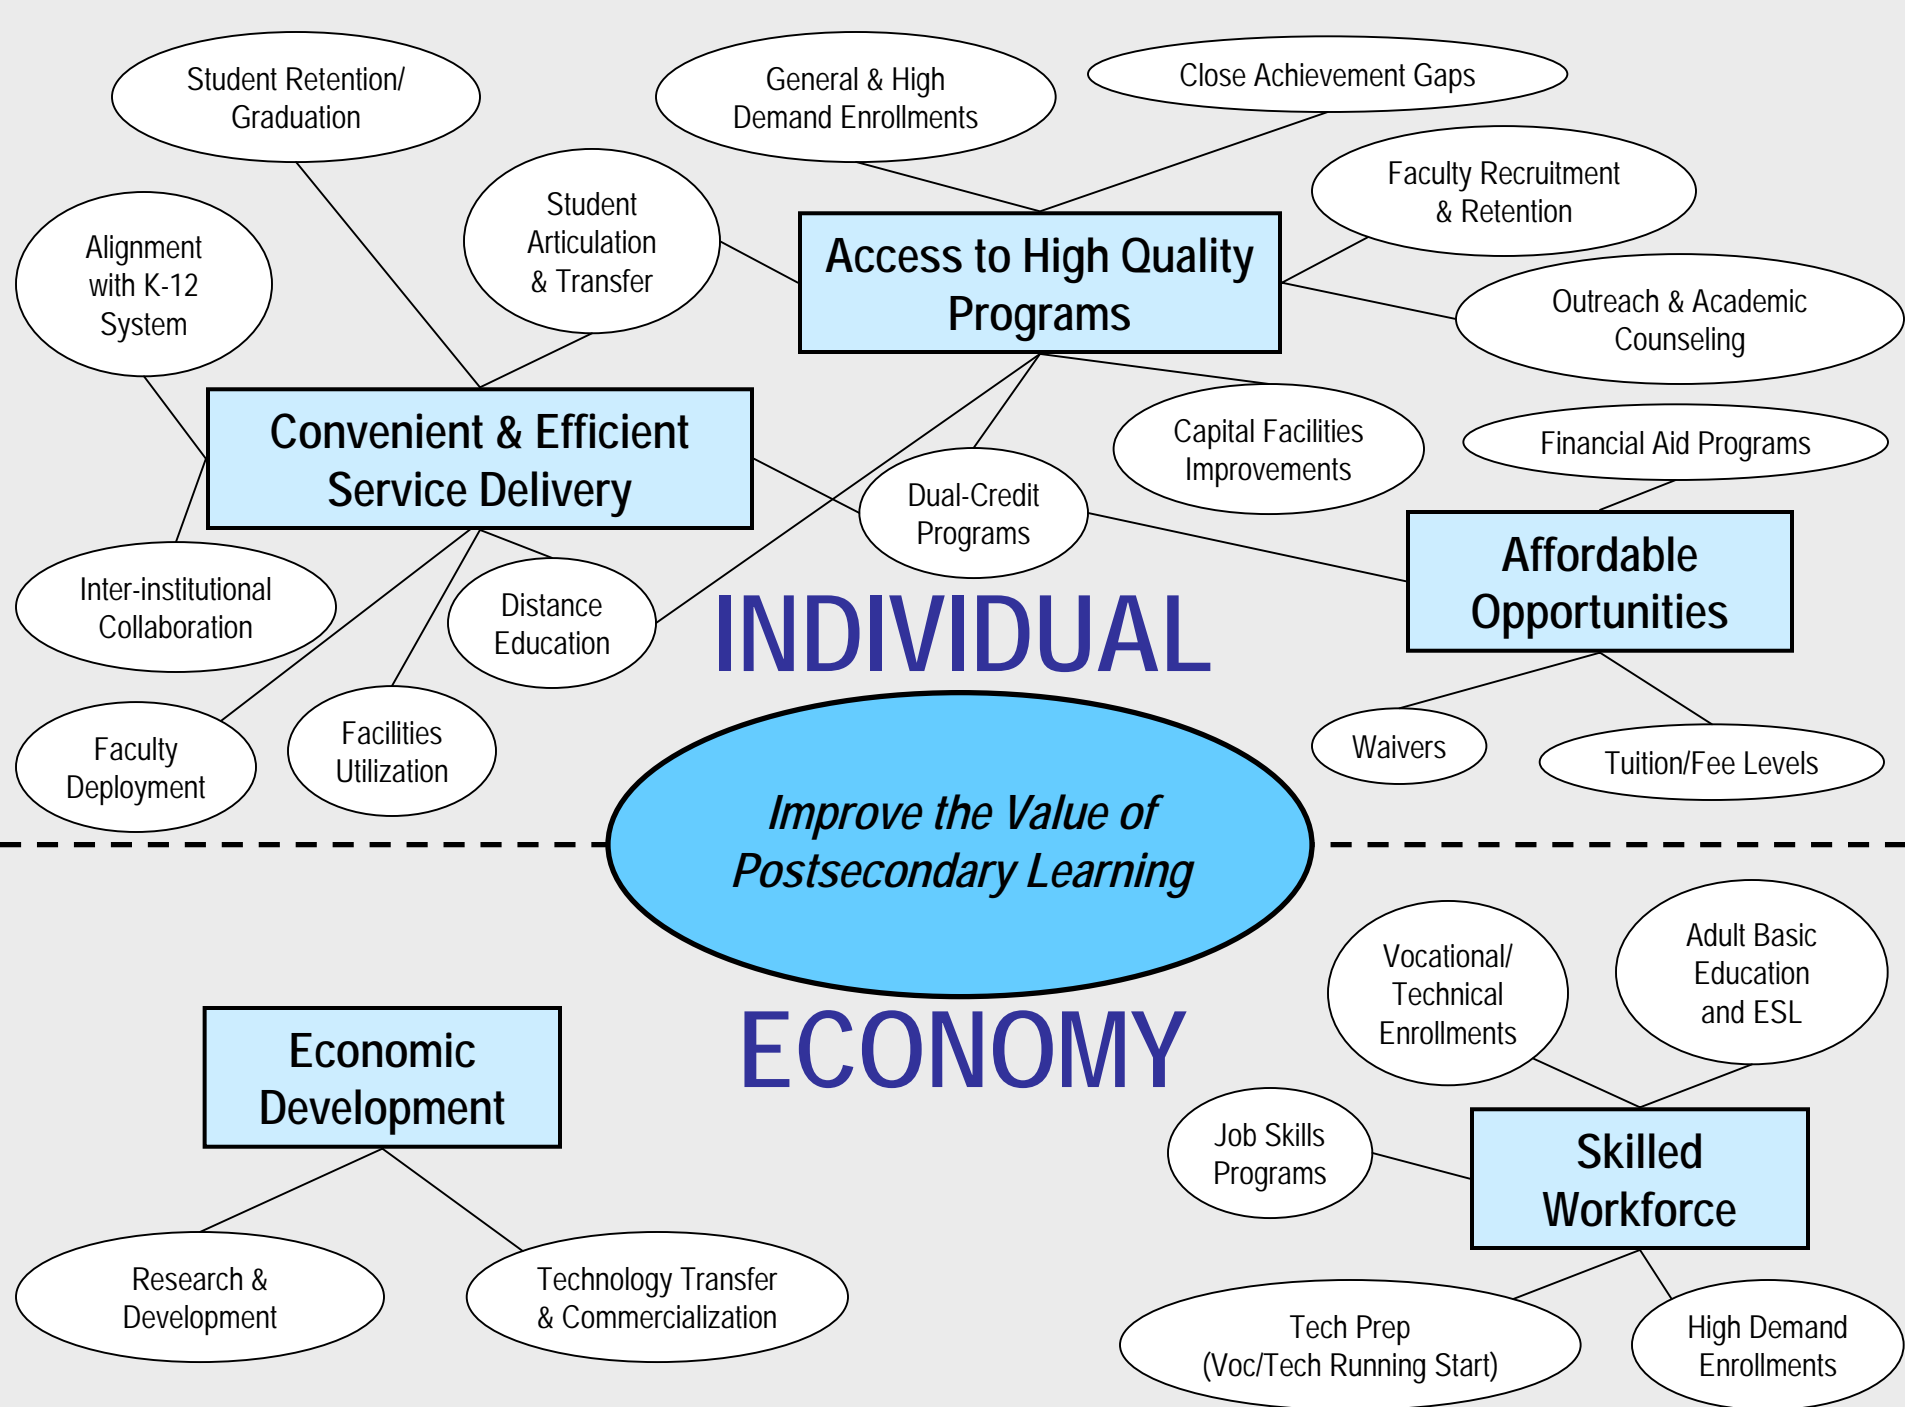 Student Retention/
Graduation
General & High
Demand Enrollments
Close Achievement Gaps
Faculty Recruitment
& Retention
Student
Articulation
& Transfer
Alignment
with K-12
System
Access to High Quality
Programs
Outreach & Academic
Counseling
Convenient & Efficient
Service Delivery
Capital Facilities
Improvements
Financial Aid Programs
Dual-Credit
Programs
Affordable
Opportunities
Inter-institutional
Collaboration
Distance
Education
INDIVIDUAL
Faculty
Deployment
Facilities
Utilization
Waivers
Tuition/Fee Levels
Improve the Value of
Postsecondary Learning
Vocational/
Technical
Enrollments
Adult Basic
Education
and ESL
ECONOMY
Economic
Development
Job Skills
Programs
Skilled
Workforce
Research &
Development
Technology Transfer
& Commercialization
Tech Prep
(Voc/Tech Running Start)
High Demand
Enrollments